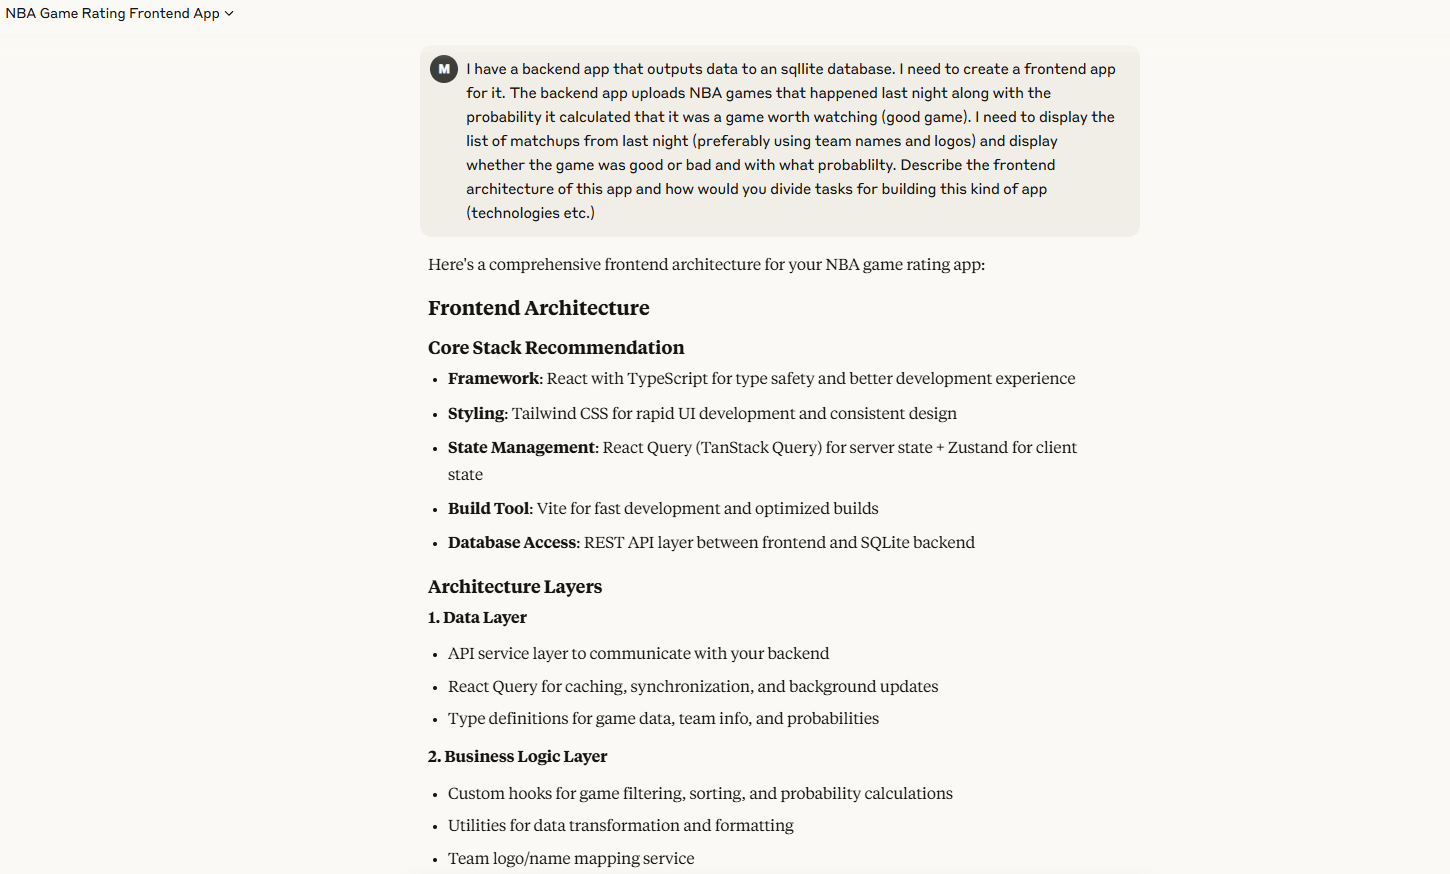 NBA Game Rating Frontend App
M
I have a backend app that outputs data to an sqllite database. I need to create a frontend app
for it. The backend app uploads NBA games that happened last night along with the
probability it calculated that it was a game worth watching (good game). I need to display the
list of matchups from last night (preferably using team names and logos) and display
whether the game was good or bad and with what probablilty. Describe the frontend
architecture of this app and how would you divide tasks for building this kind of app
(technologies etc.)
Here's a comprehensive frontend architecture for your NBA game rating app:
Frontend Architecture
Core Stack Recommendation
• Framework: React with TypeScript for type safety and better development experience
• Styling: Tailwind CSS for rapid UI development and consistent design
• State Management: React Query (TanStack Query) for server state + Zustand for client
state
• Build Tool: Vite for fast development and optimized builds
• Database Access: REST API layer between frontend and SQLite backend
Architecture Layers
1. Data Layer
• API service layer to communicate with your backend
• React Query for caching, synchronization, and background updates
• Type definitions for game data, team info, and probabilities
2. Business Logic Layer
• Custom hooks for game filtering, sorting, and probability calculations
• Utilities for data transformation and formatting
• Team logo/name mapping service